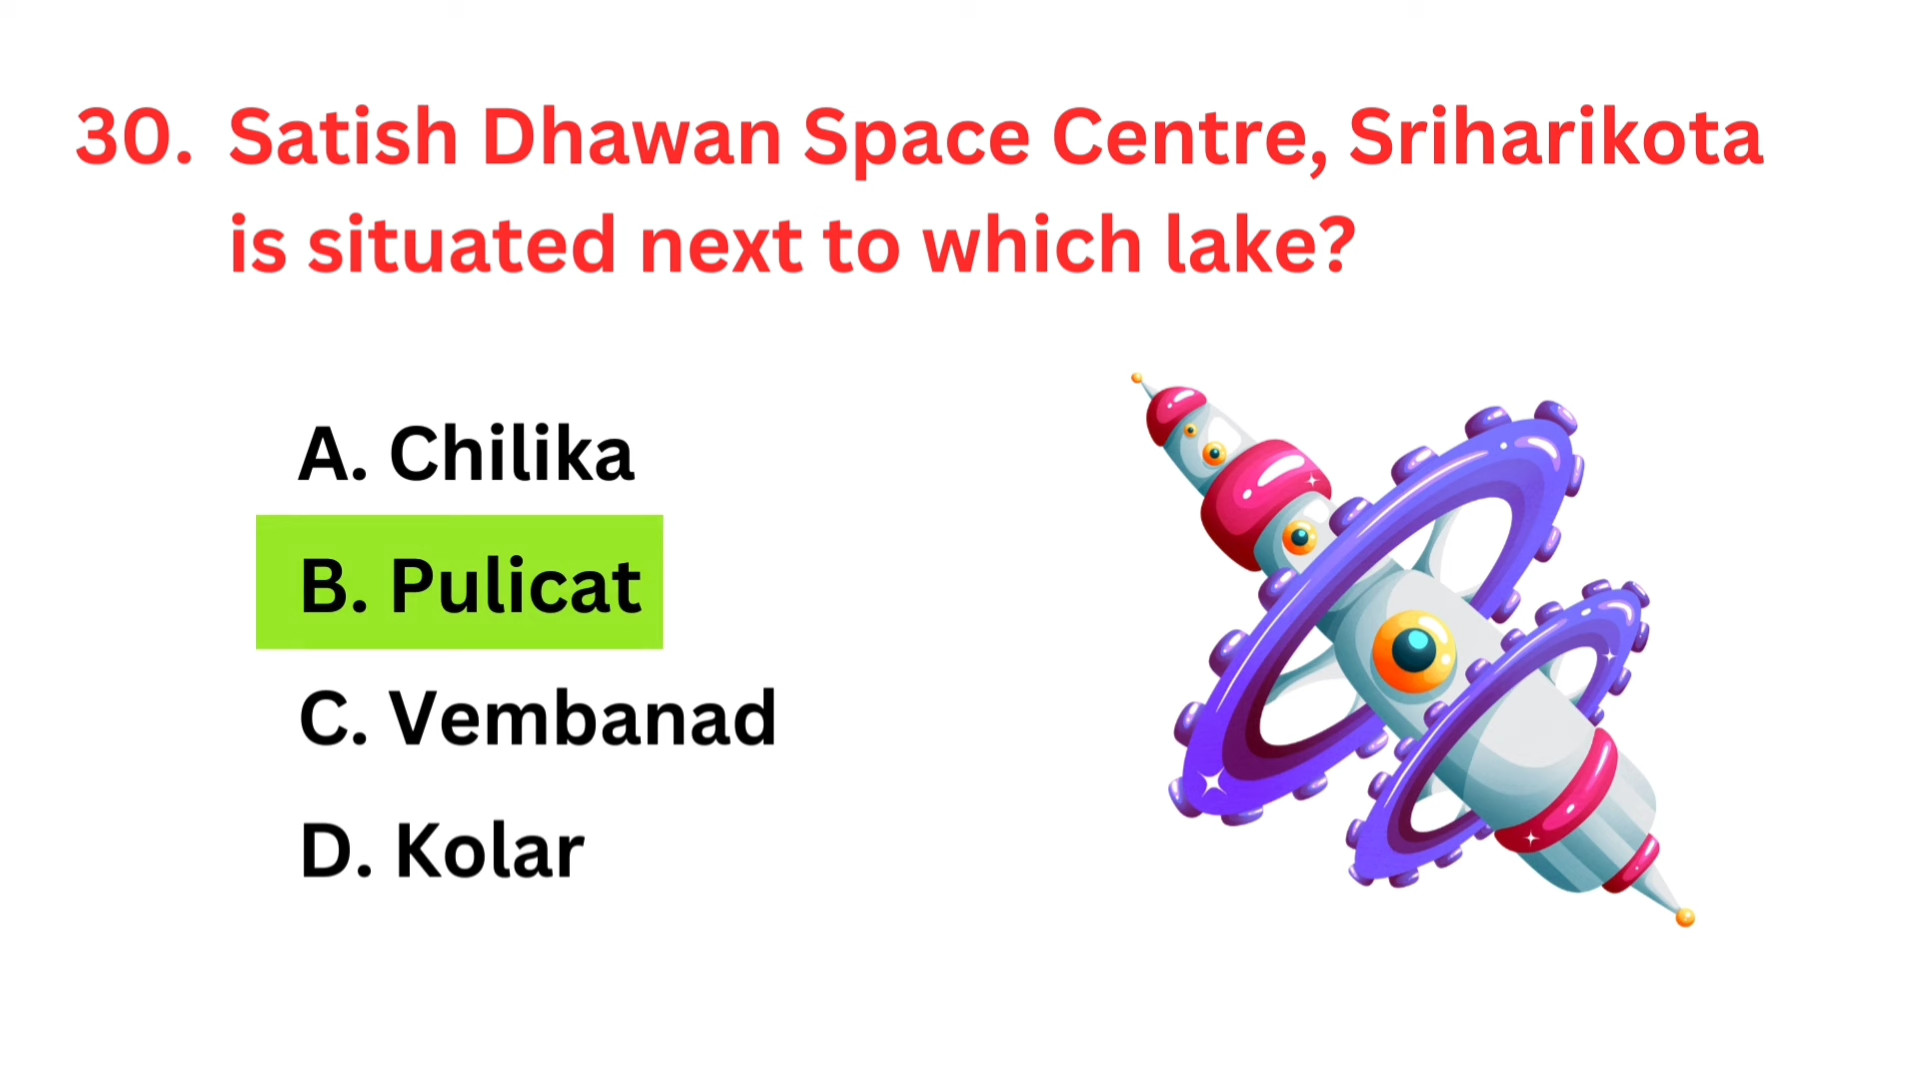 30. Satish Dhawan Space Centre, Sriharikota
is situated next to which lake?
A. Chilika
B. Pulicat
C. Vembanad
D. Kolar